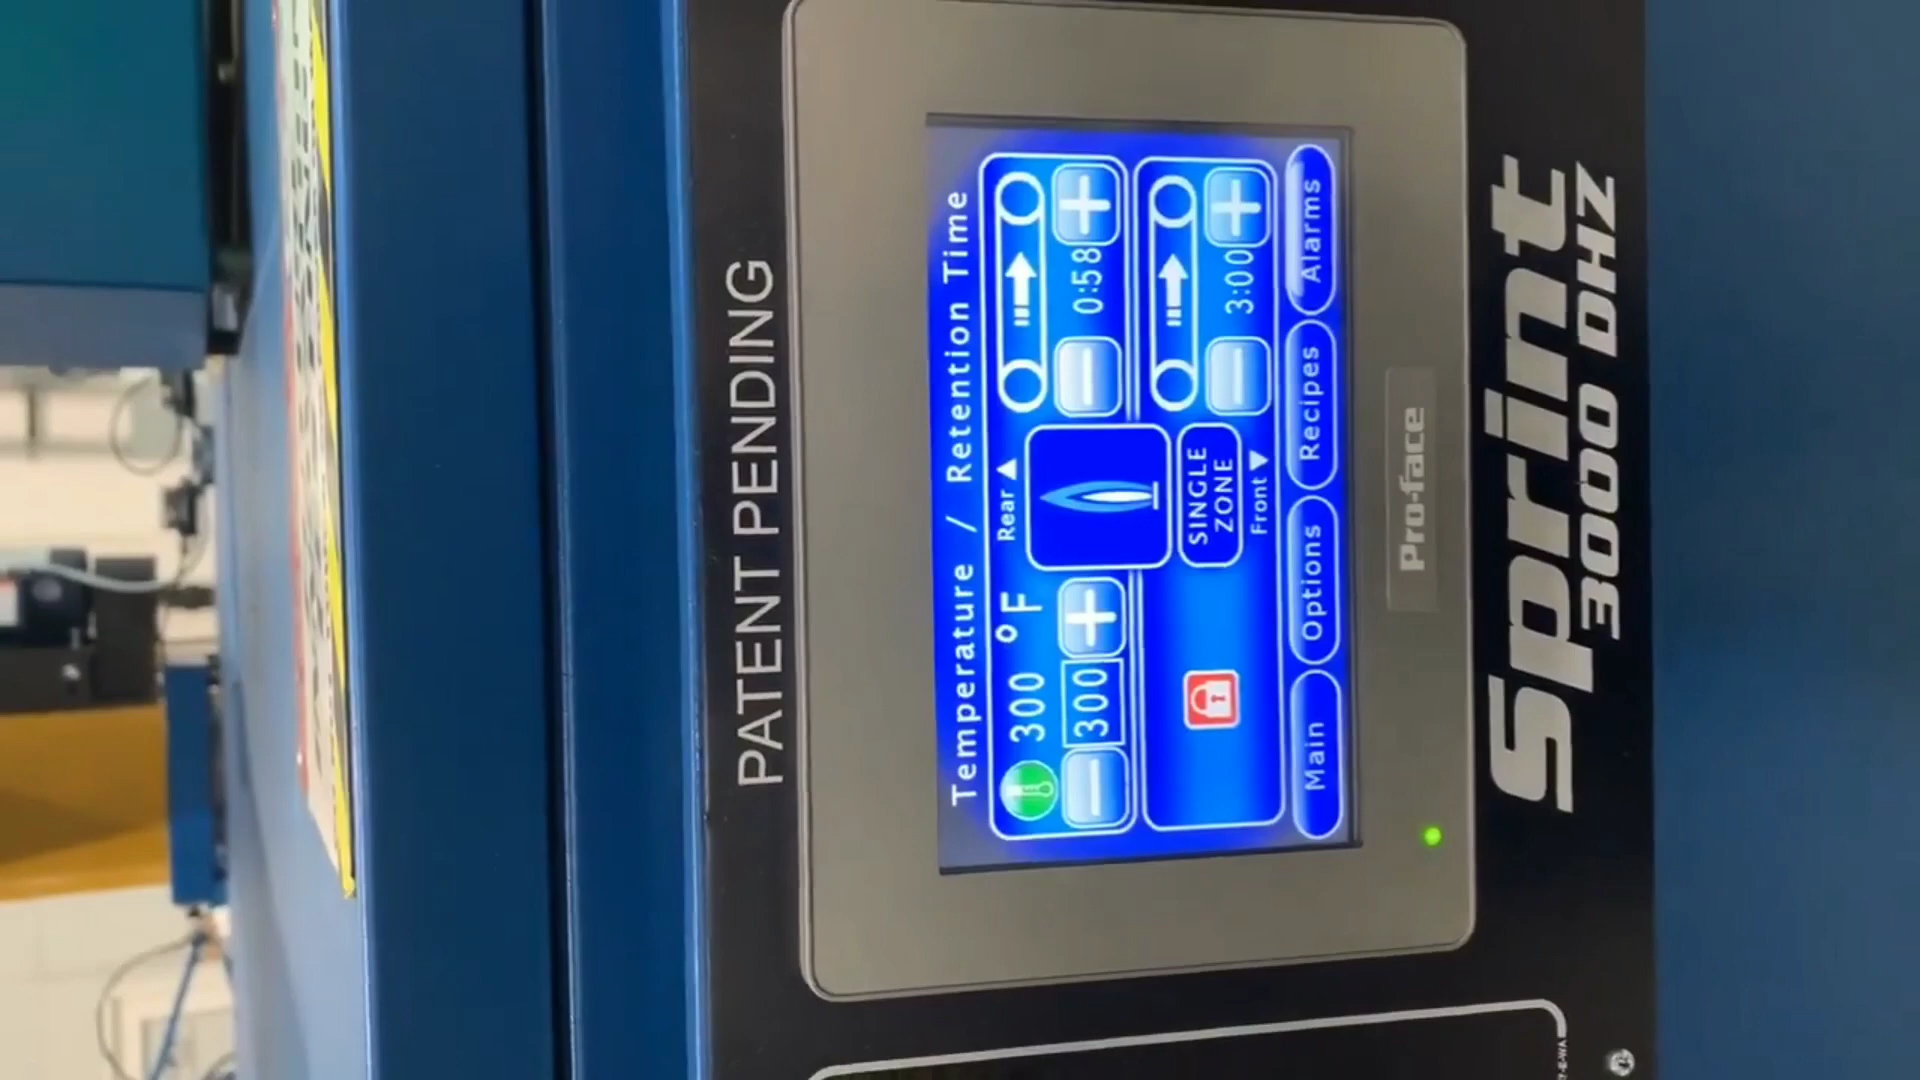 PATENT PENDING
Temperature / Retention Time
300 °F
300
Rear
0:58
SINGLE
ZONE
Front
3:00
Main
Options
Recipes
Alarms
Pro-face
Sprint
3000 DHZ